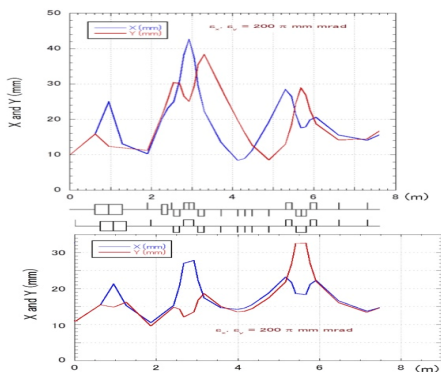 50
X (mm)
Y (mm)
εx, εy = 200 π mm mrad
40
30
20
10
0
X and Y (mm)
0 2 4 6 8 (m)
30
20
10
0
X and Y (mm)
X (mm)
Y (mm)
εx, εy = 200 π mm mrad
0 2 4 6 8 (m)